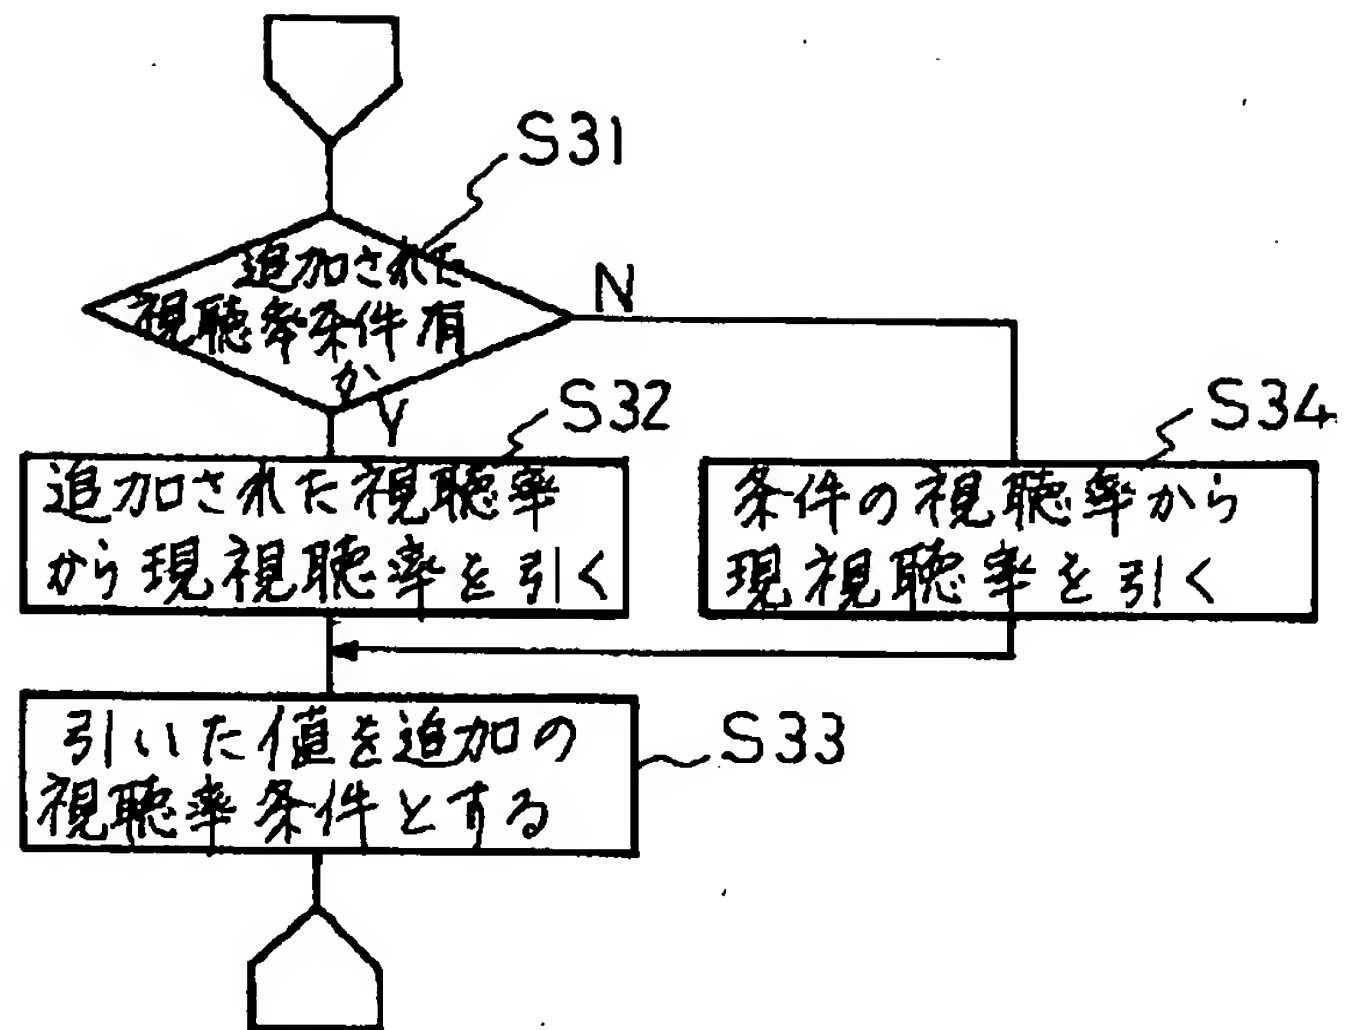 S31
追加された
視聴率条件有
か
N
Y
S32
追加された視聴率
から現視聴率を引く
S34
条件の視聴率から
現視聴率を引く
引いた値を追加の
視聴率条件とする
S33